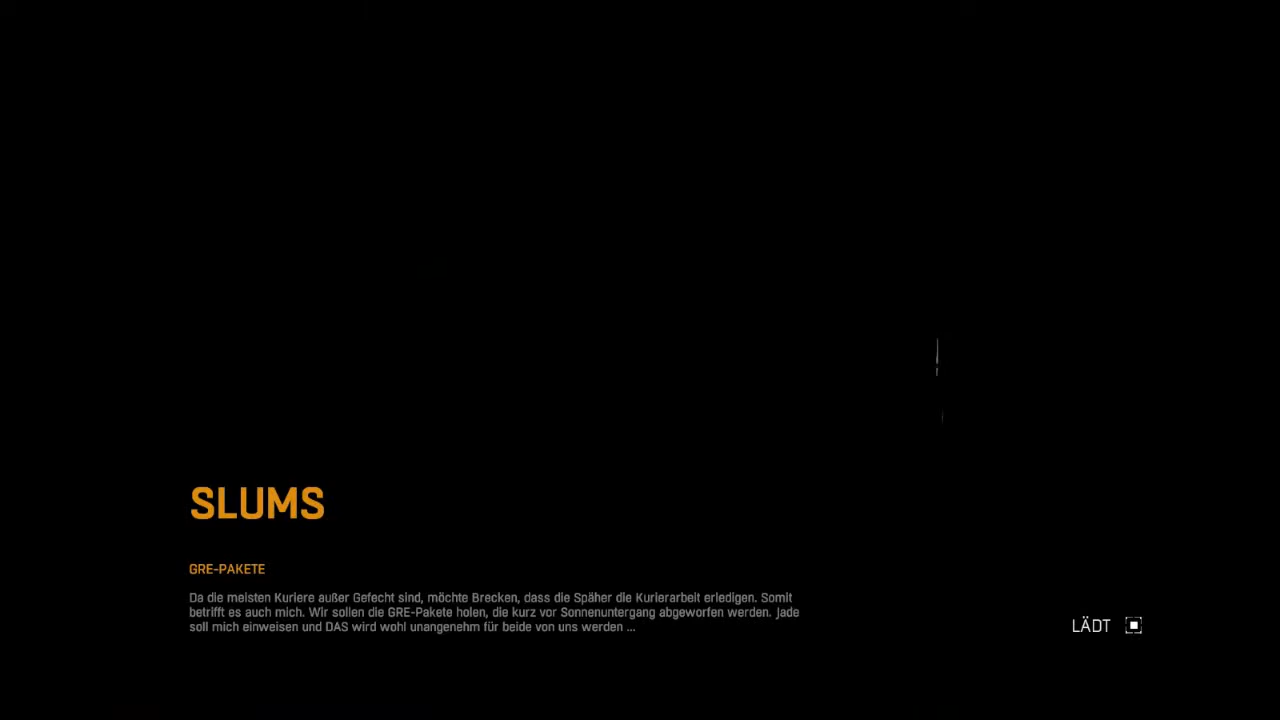 SLUMS
GRE-PAKETE
Da die meisten Kuriere außer Gefecht sind, möchte Brecken, dass die Späher die Kurierarbeit erledigen. Somit
betrifft es auch mich. Wir sollen die GRE-Pakete holen, die kurz vor Sonnenuntergang abgeworfen werden. Jade
soll mich einweisen und DAS wird wohl unangenehm für beide von uns werden ...
LÄDT